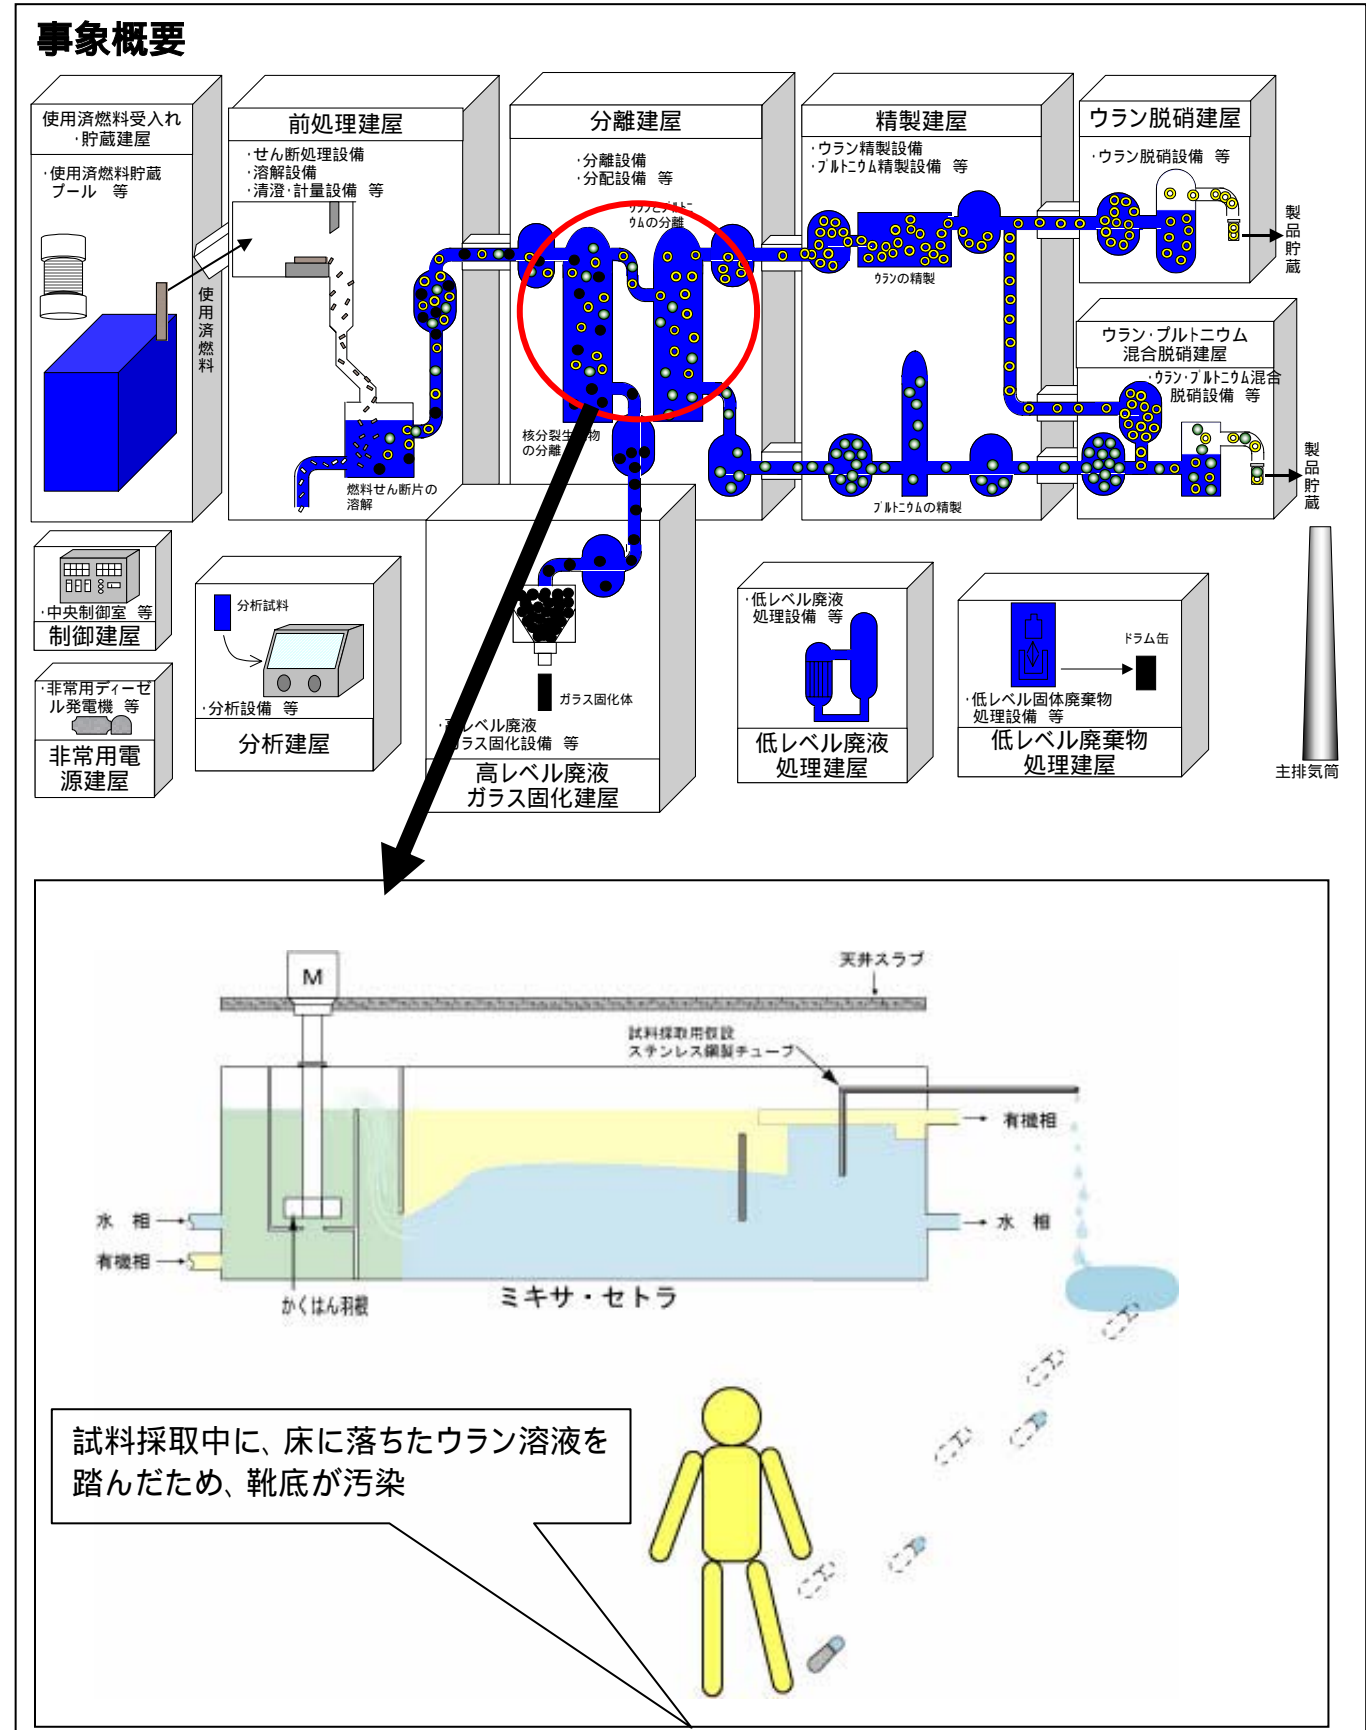 事象概要
使用済燃料受入れ
・貯蔵建屋
・使用済燃料貯蔵
プール 等
使用済燃料
前処理建屋
・せん断処理設備
・溶解設備
・清澄・計量設備 等
燃料せん断片の
溶解
分離建屋
・分離設備
・分配設備 等
ウランとプルトニ
ウムの分離
核分裂生成物
の分離
精製建屋
・ウラン精製設備
・プルトニウム精製設備 等
ウランの精製
プルトニウムの精製
ウラン脱硝建屋
・ウラン脱硝設備 等
製品貯蔵
ウラン・プルトニウム
混合脱硝建屋
・ウラン・プルトニウム混合
脱硝設備 等
製品貯蔵
・中央制御室 等
制御建屋
・非常用ディーゼ
ル発電機 等
非常用電
源建屋
分析試料
・分析設備 等
分析建屋
ガラス固化体
・高レベル廃液
ガラス固化設備 等
高レベル廃液
ガラス固化建屋
・低レベル廃液
処理設備 等
低レベル廃液
処理建屋
ドラム缶
・低レベル固体廃棄物
処理設備 等
低レベル廃棄物
処理建屋
主排気筒
M
天井スラブ
試料採取用仮設
ステンレス鋼製チューブ
有機相
水 相
水 相
有機相
かくはん羽根
ミキサ・セトラ
試料採取中に、床に落ちたウラン溶液を
踏んだため、靴底が汚染